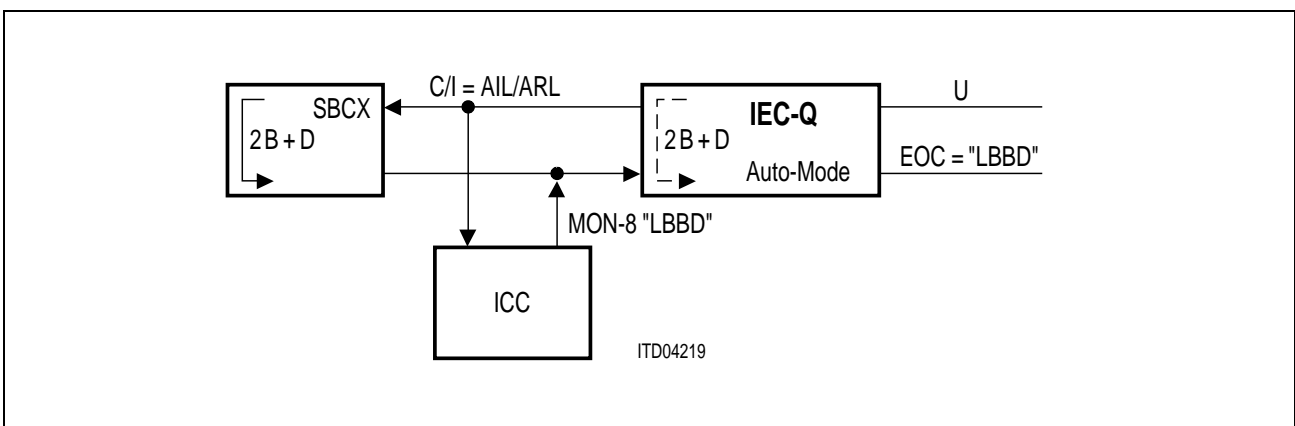 C/I = AIL/ARL
SBCX
2B + D
IEC-Q
2B + D
Auto-Mode
U
EOC = "LBBD"
MON-8 "LBBD"
ICC
ITD04219